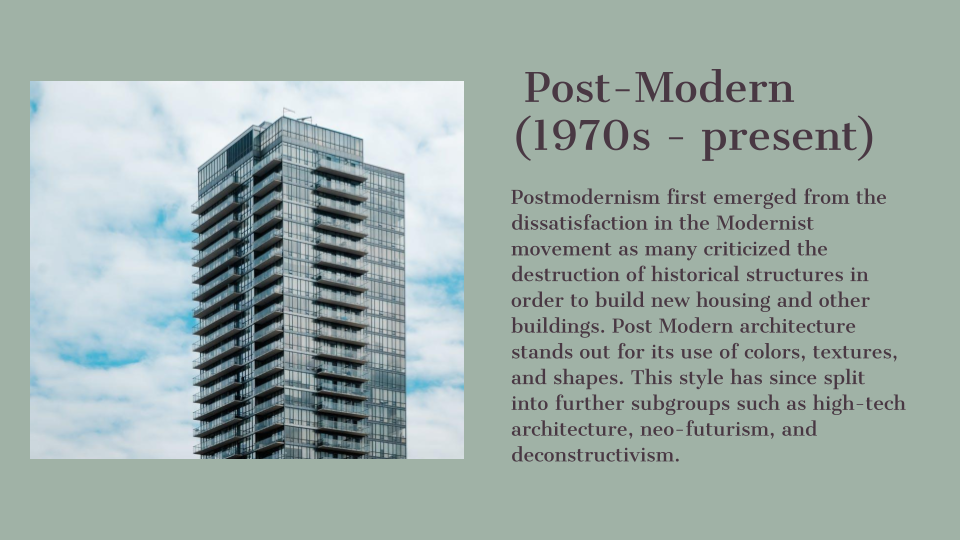 Post-Modern
(1970s - present)
Postmodernism first emerged from the
dissatisfaction in the Modernist
movement as many criticized the
destruction of historical structures in
order to build new housing and other
buildings. Post Modern architecture
stands out for its use of colors, textures,
and shapes. This style has since split
into further subgroups such as high-tech
architecture, neo-futurism, and
deconstructivism.